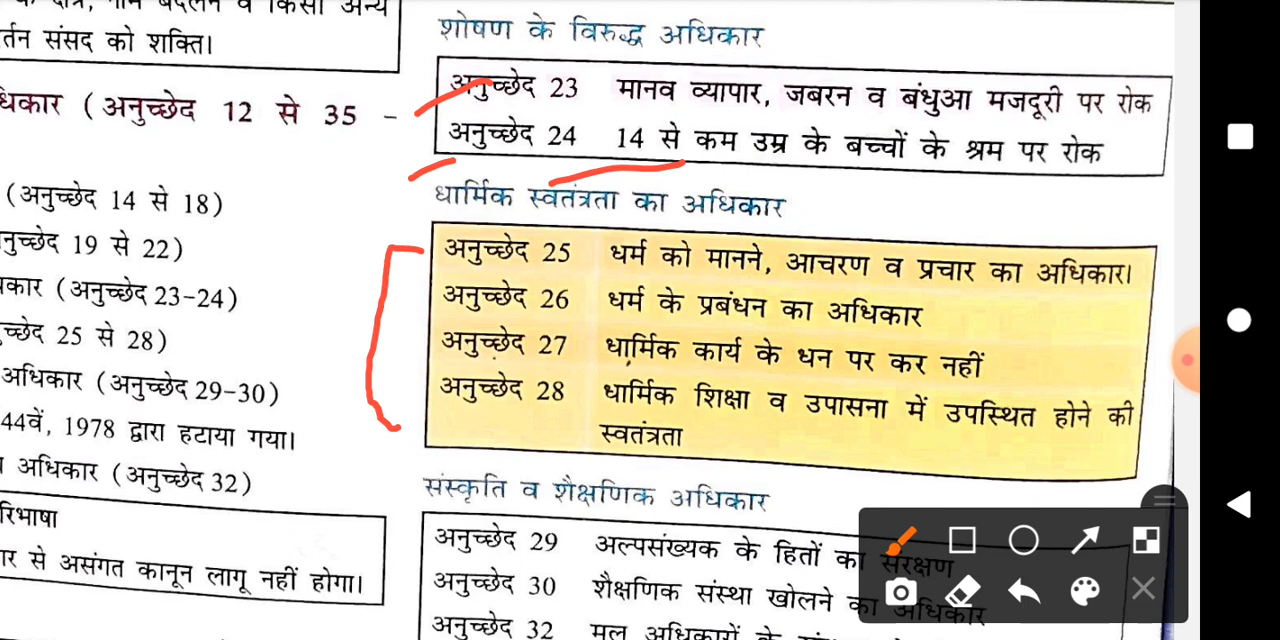 नाम बदलने व किसी अन्य
संसद को शक्ति।
(अनुच्छेद 12 से 35 -
(अनुच्छेद 14 से 18)
19 से 22)
(अनुच्छेद 23-24)
25 से 28)
अधिकार (अनुच्छेद 29-30)
44वें, 1978 द्वारा हटाया गया।
अधिकार (अनुच्छेद 32)
से असंगत कानून लागू नहीं होगा।
शोषण के विरुद्ध अधिकार
अनुच्छेद 23 मानव व्यापार, जबरन व बंधुआ मजदूरी पर रोक
अनुच्छेद 24 14 से कम उम्र के बच्चों के श्रम पर रोक
धार्मिक स्वतंत्रता का अधिकार
अनुच्छेद 25 धर्म को मानने, आचरण व प्रचार का अधिकार।
अनुच्छेद 26 धर्म के प्रबंधन का अधिकार
अनुच्छेद 27 धार्मिक कार्य के धन पर कर नहीं
अनुच्छेद 28 धार्मिक शिक्षा व उपासना में उपस्थित होने की
स्वतंत्रता
संस्कृति व शैक्षणिक अधिकार
अनुच्छेद 29 अल्पसंख्यक के हितों का संरक्षण
अनुच्छेद 30 शैक्षणिक संस्था खोलने का अधिकार
अनुच्छेद 32